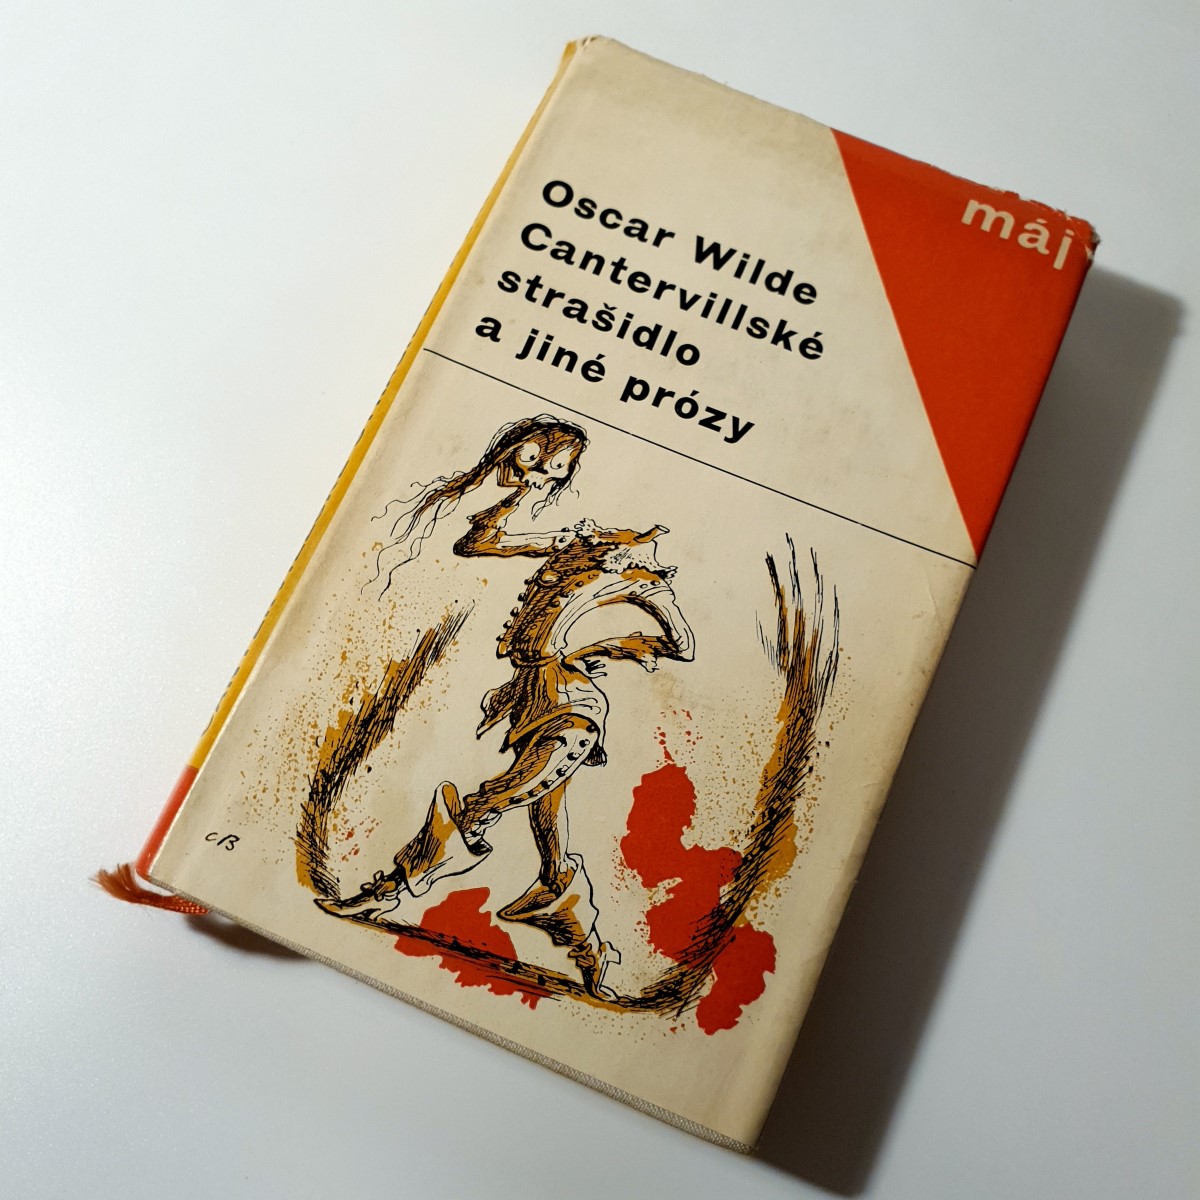 máj
Oscar Wilde
Cantervillské
strašidlo
a jiné prózy
CB